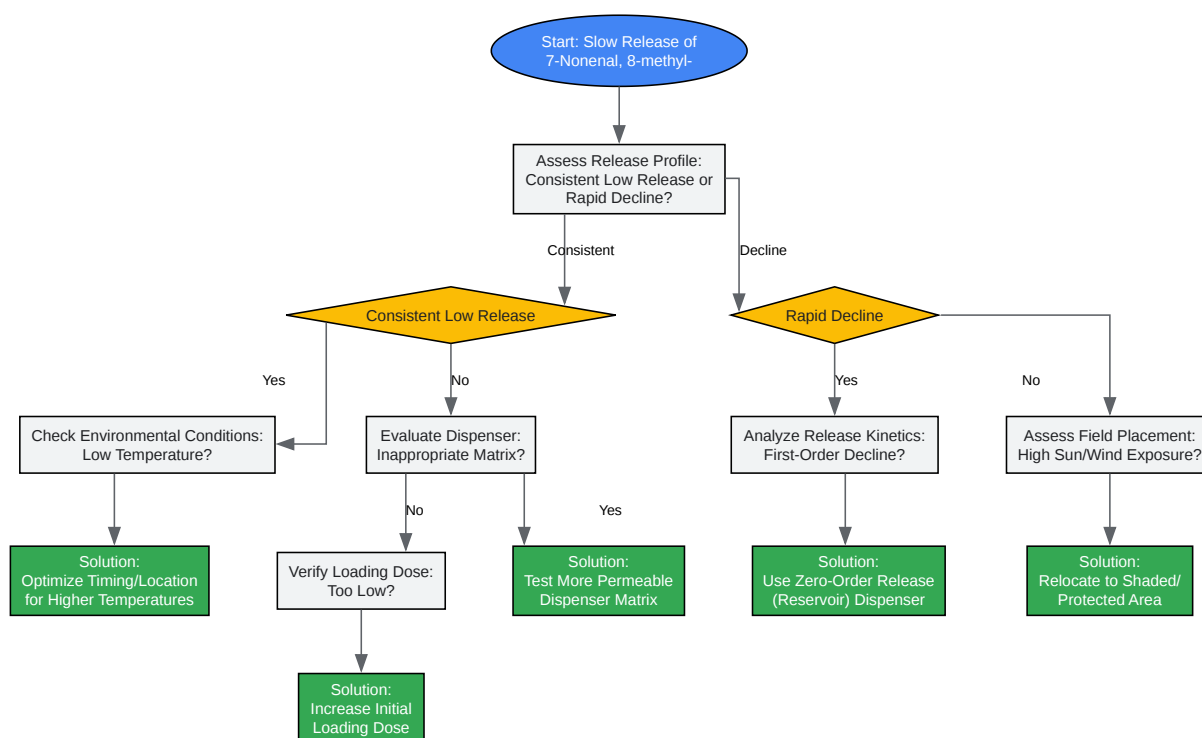 Start: Slow Release of
7-Nonenal, 8-methyl-
Assess Release Profile:
Consistent Low Release or
Rapid Decline?
Consistent
Decline
Consistent Low Release
Rapid Decline
Yes
No
Yes
No
Check Environmental Conditions:
Low Temperature?
Evaluate Dispenser:
Inappropriate Matrix?
Analyze Release Kinetics:
First-Order Decline?
Assess Field Placement:
High Sun/Wind Exposure?
No
Yes
Solution:
Optimize Timing/Location
for Higher Temperatures
Verify Loading Dose:
Too Low?
Solution:
Test More Permeable
Dispenser Matrix
Solution:
Use Zero-Order Release
(Reservoir) Dispenser
Solution:
Relocate to Shaded/
Protected Area
Solution:
Increase Initial
Loading Dose